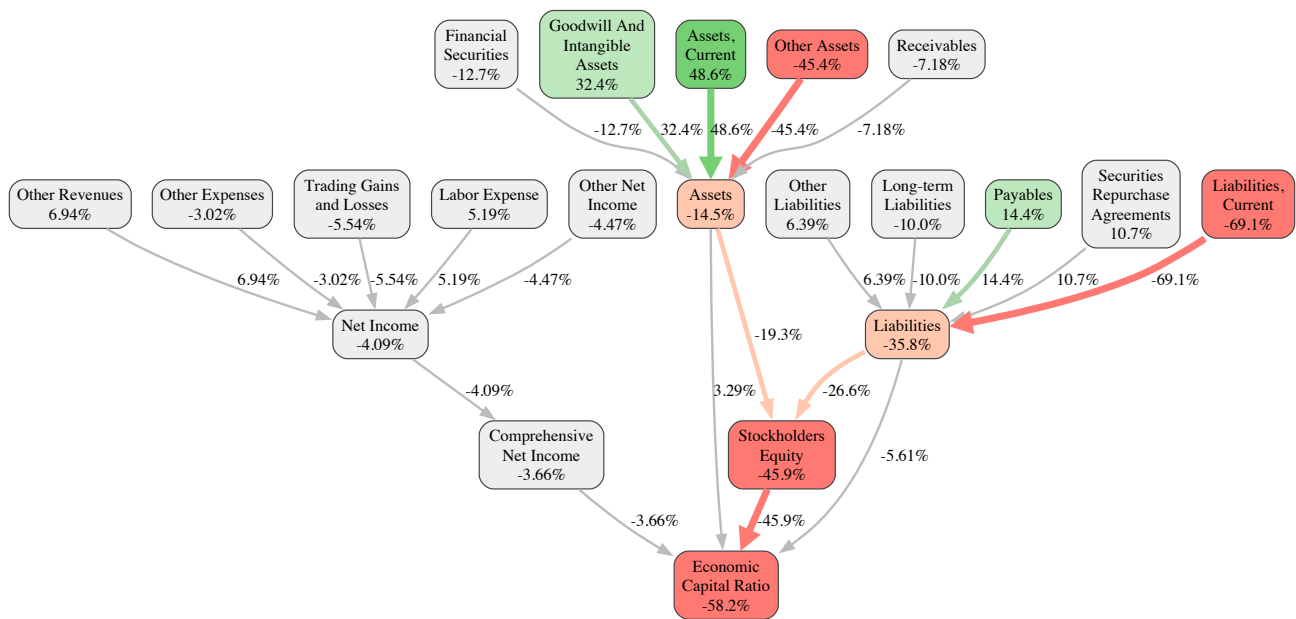 Financial
Securities
-12.7%
Goodwill And
Intangible
Assets
32.4%
Assets,
Current
48.6%
Other Assets
-45.4%
Receivables
-7.18%
-12.7%
32.4%
48.6%
-45.4%
-7.18%
Other Revenues
6.94%
Other Expenses
-3.02%
Trading Gains
and Losses
-5.54%
Labor Expense
5.19%
Other Net
Income
-4.47%
Assets
-14.5%
Other
Liabilities
6.39%
Long-term
Liabilities
-10.0%
Payables
14.4%
Securities
Repurchase
Agreements
10.7%
Liabilities,
Current
-69.1%
6.94%
-3.02%
-5.54%
5.19%
-4.47%
6.39%
-10.0%
14.4%
10.7%
-69.1%
Net Income
-4.09%
-19.3%
Liabilities
-35.8%
-4.09%
3.29%
-26.6%
Comprehensive
Net Income
-3.66%
Stockholders
Equity
-45.9%
-5.61%
-3.66%
-45.9%
Economic
Capital Ratio
-58.2%